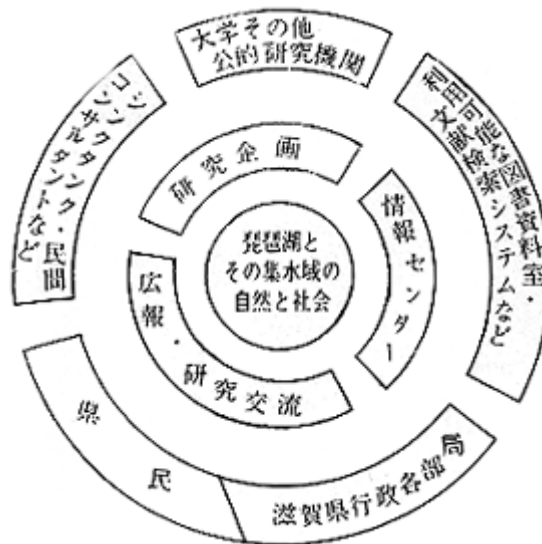 大学その他
公的研究機関
利用可能な図書資料室・
文献検索システムなど
シンクタンク・民間
コンサルタントなど
研究企画
情報センター
琵琶湖と
その集水域の
自然と社会
広報・研究交流
県民
滋賀県行政各部局